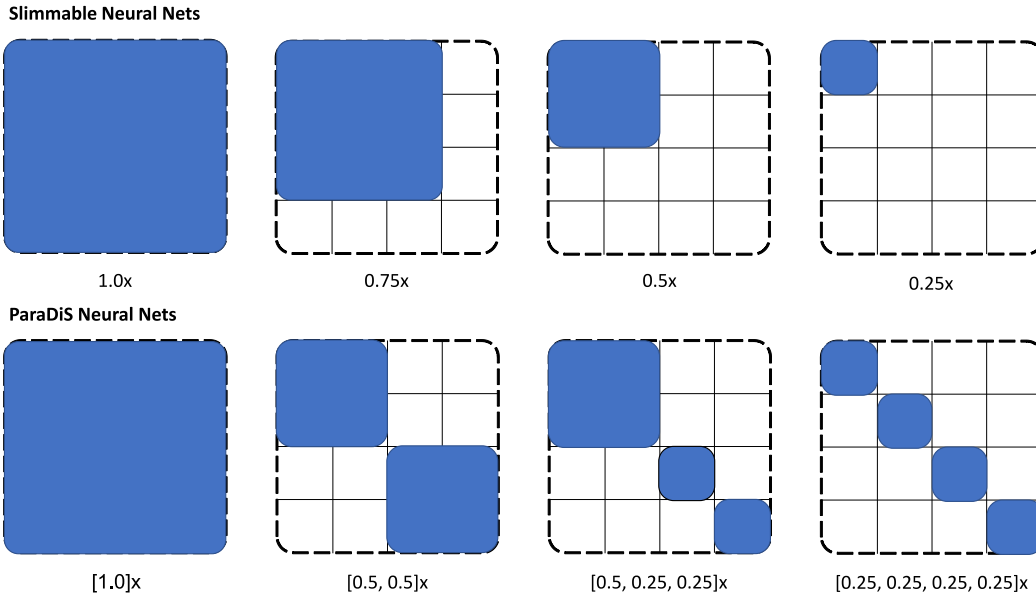 Slimmable Neural Nets
1.0x
0.75x
0.5x
0.25x
ParaDiS Neural Nets
[1.0]x
[0.5, 0.5]x
[0.5, 0.25, 0.25]x
[0.25, 0.25, 0.25, 0.25]x